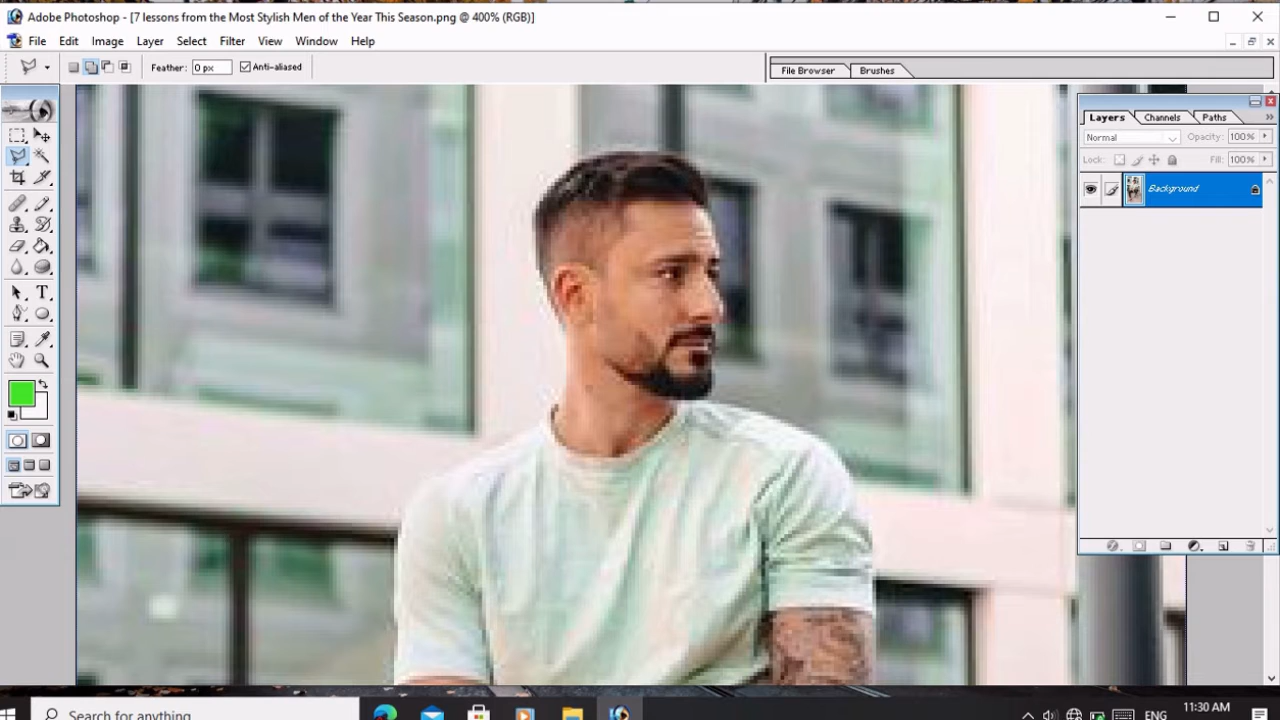 Adobe Photoshop - [7 lessons from the Most Stylish Men of the Year This Season.png @ 400% (RGB)]
File Edit Image Layer Select Filter View Window Help
Feather: 0 px Anti-aliased File Browser Brushes
Layers Channels Paths
Normal Opacity: 100%
Lock: Fill: 100%
Background
T
Search for anything ENG 11:30 AM